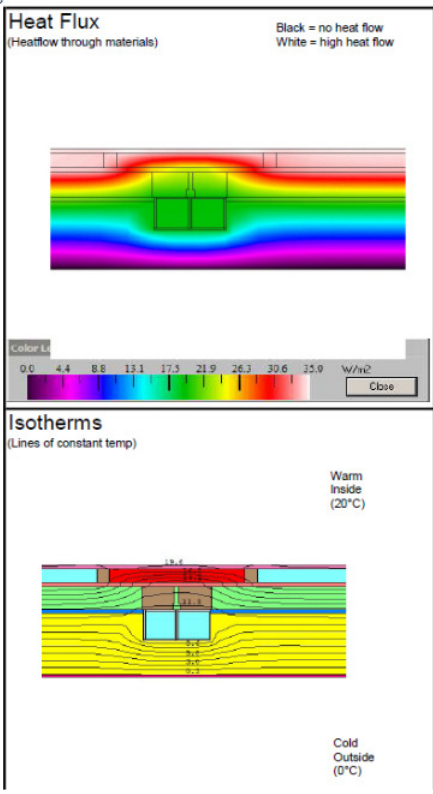 Heat Flux
(Heatflow through materials)
Black = no heat flow
White = high heat flow
Color Le
0.0 4.4 8.8 13.1 17.5 21.9 26.3 30.6 35.0 W/m2
Close
Isotherms
(Lines of constant temp)
Warm
Inside
(20°C)
Cold
Outside
(0°C)